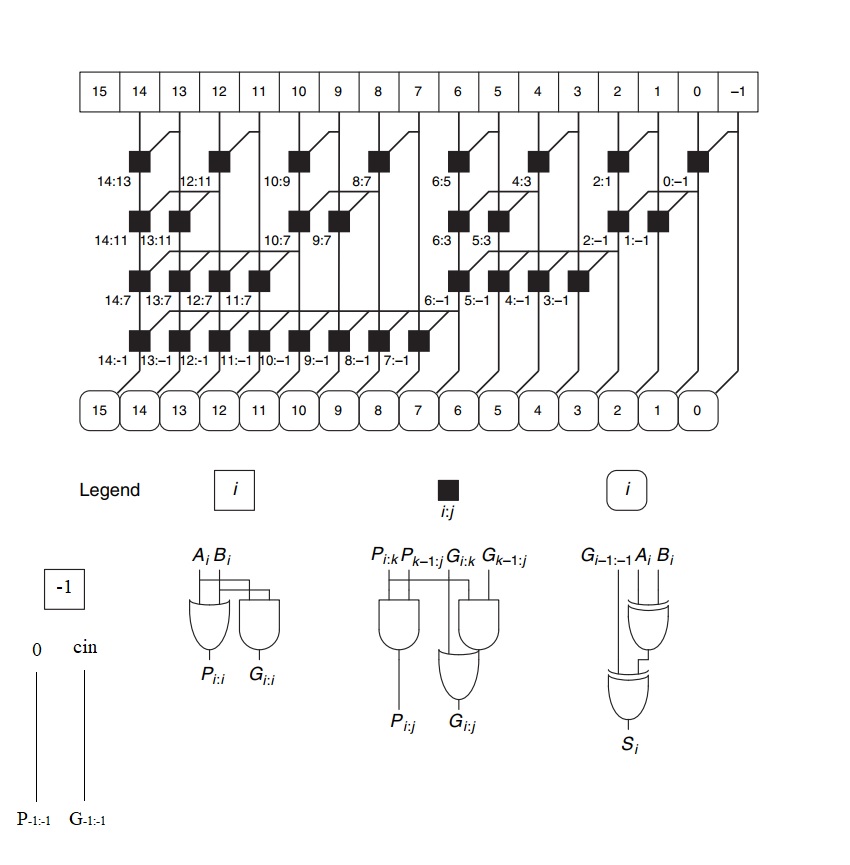 15 14 13 12 11 10 9 8 7 6 5 4 3 2 1 0 –1
14:13 12:11 10:9 8:7 6:5 4:3 2:1 0:–1
14:11 13:11 10:7 9:7 6:3 5:3 2:–1 1:–1
14:7 13:7 12:7 11:7 6:–1 5:–1 4:–1 3:–1
14:-1 13:–1 12:-1 11:–1 10:–1 9:–1 8:–1 7:–1
15 14 13 12 11 10 9 8 7 6 5 4 3 2 1 0
Legend i i:j i
-1
0 cin
A_i B_i P_{i:k} P_{k–1:j} G_{i:k} G_{k–1:j} G_{i–1:–1} A_i B_i
P_{i:i} G_{i:i}
P_{i:j} G_{i:j}
S_i
P_{-1:-1} G_{-1:-1}